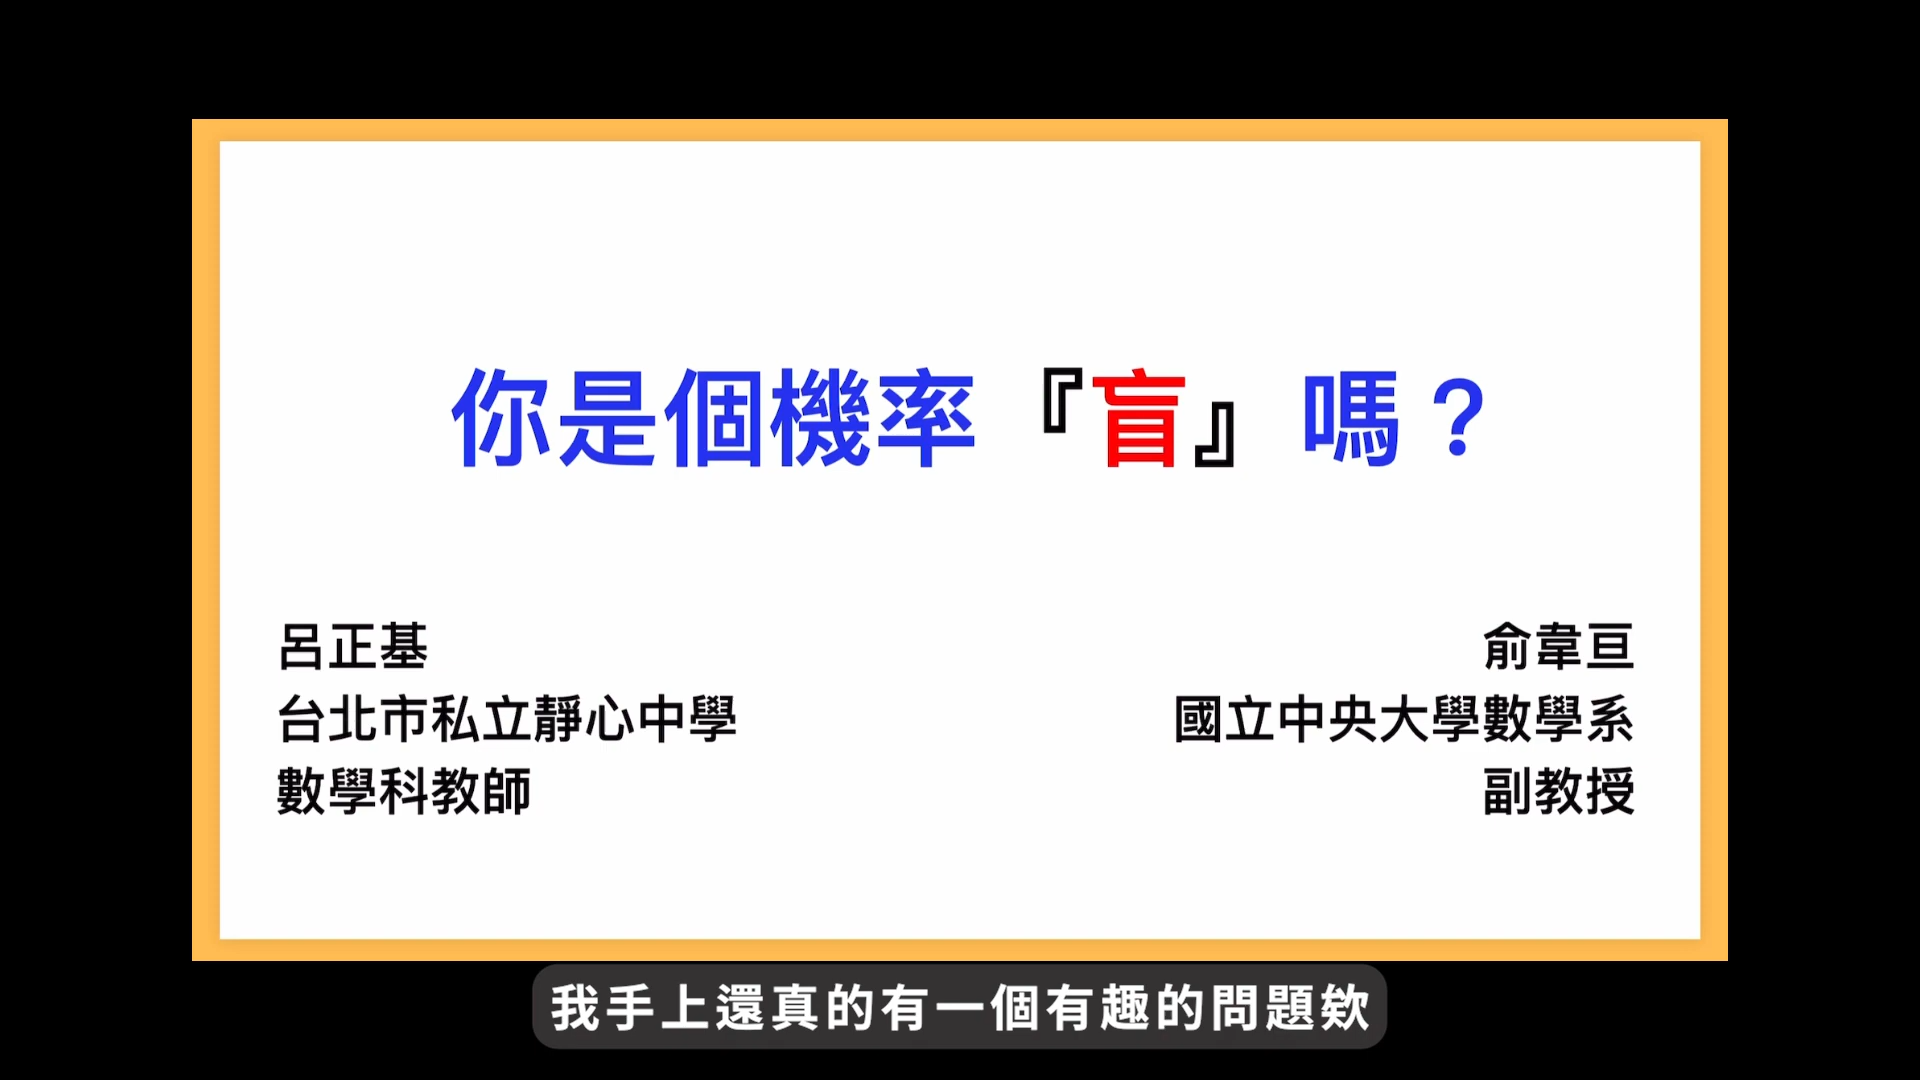 你是個機率『盲』嗎？
呂正基
台北市私立靜心中學
數學科教師
俞韋亘
國立中央大學數學系
副教授
我手上還真的有一個有趣的問題欸